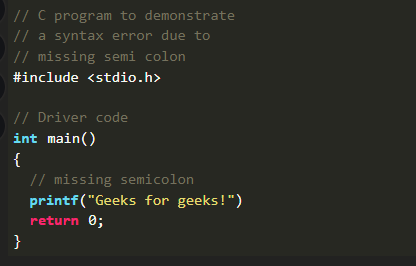 // C program to demonstrate
// a syntax error due to
// missing semi colon
#include <stdio.h>

// Driver code
int main()
{
  // missing semicolon
  printf("Geeks for geeks!")
  return 0;
}